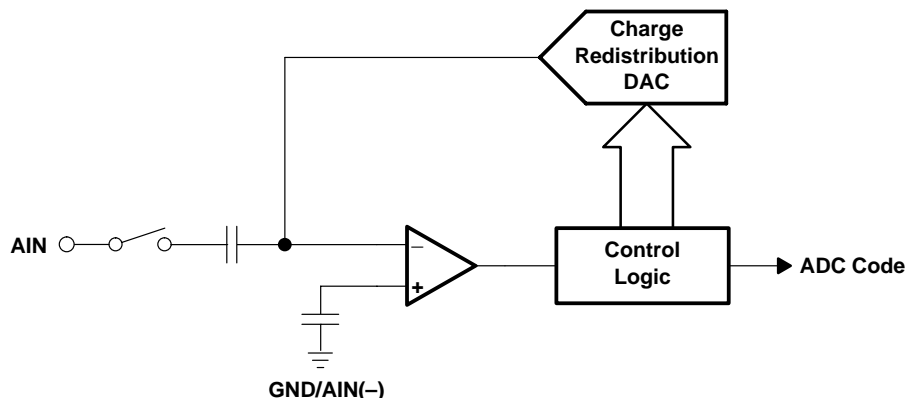 Charge
Redistribution
DAC
AIN
−
+
Control
Logic
ADC Code
GND/AIN(−)